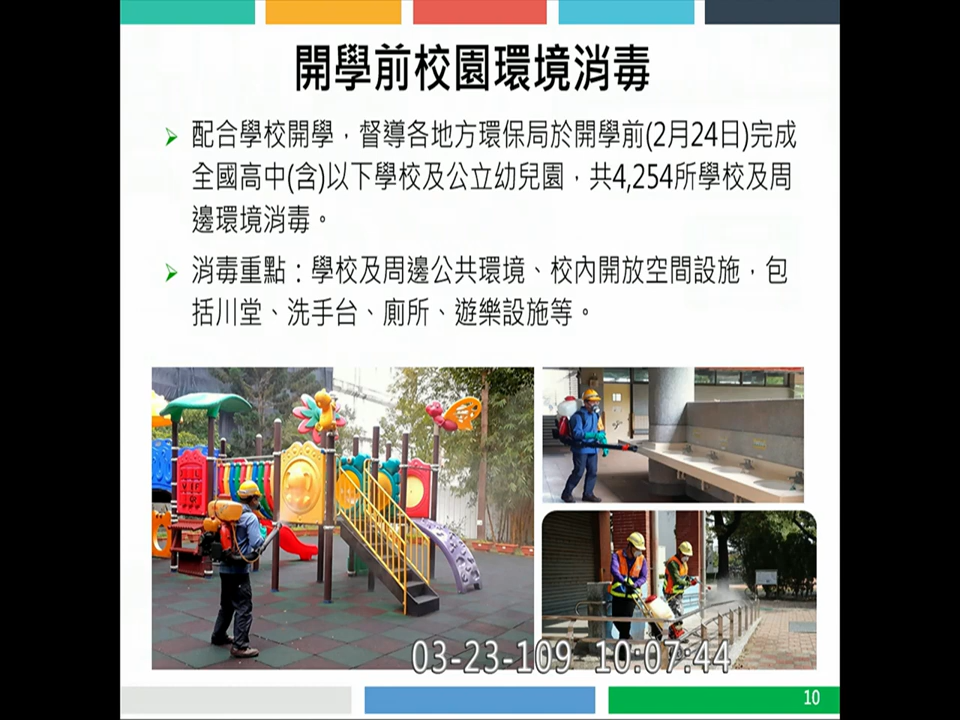 開學前校園環境消毒
配合學校開學，督導各地方環保局於開學前(2月24日)完成
全國高中(含)以下學校及公立幼兒園，共4,254所學校及周
邊環境消毒。
消毒重點：學校及周邊公共環境、校內開放空間設施，包
括川堂、洗手台、廁所、遊樂設施等。
03-23-109 10:07:44
10